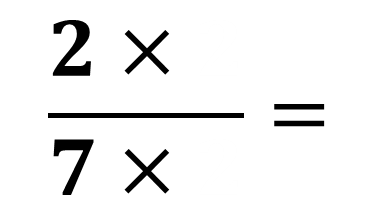 2 ×
=
7 ×